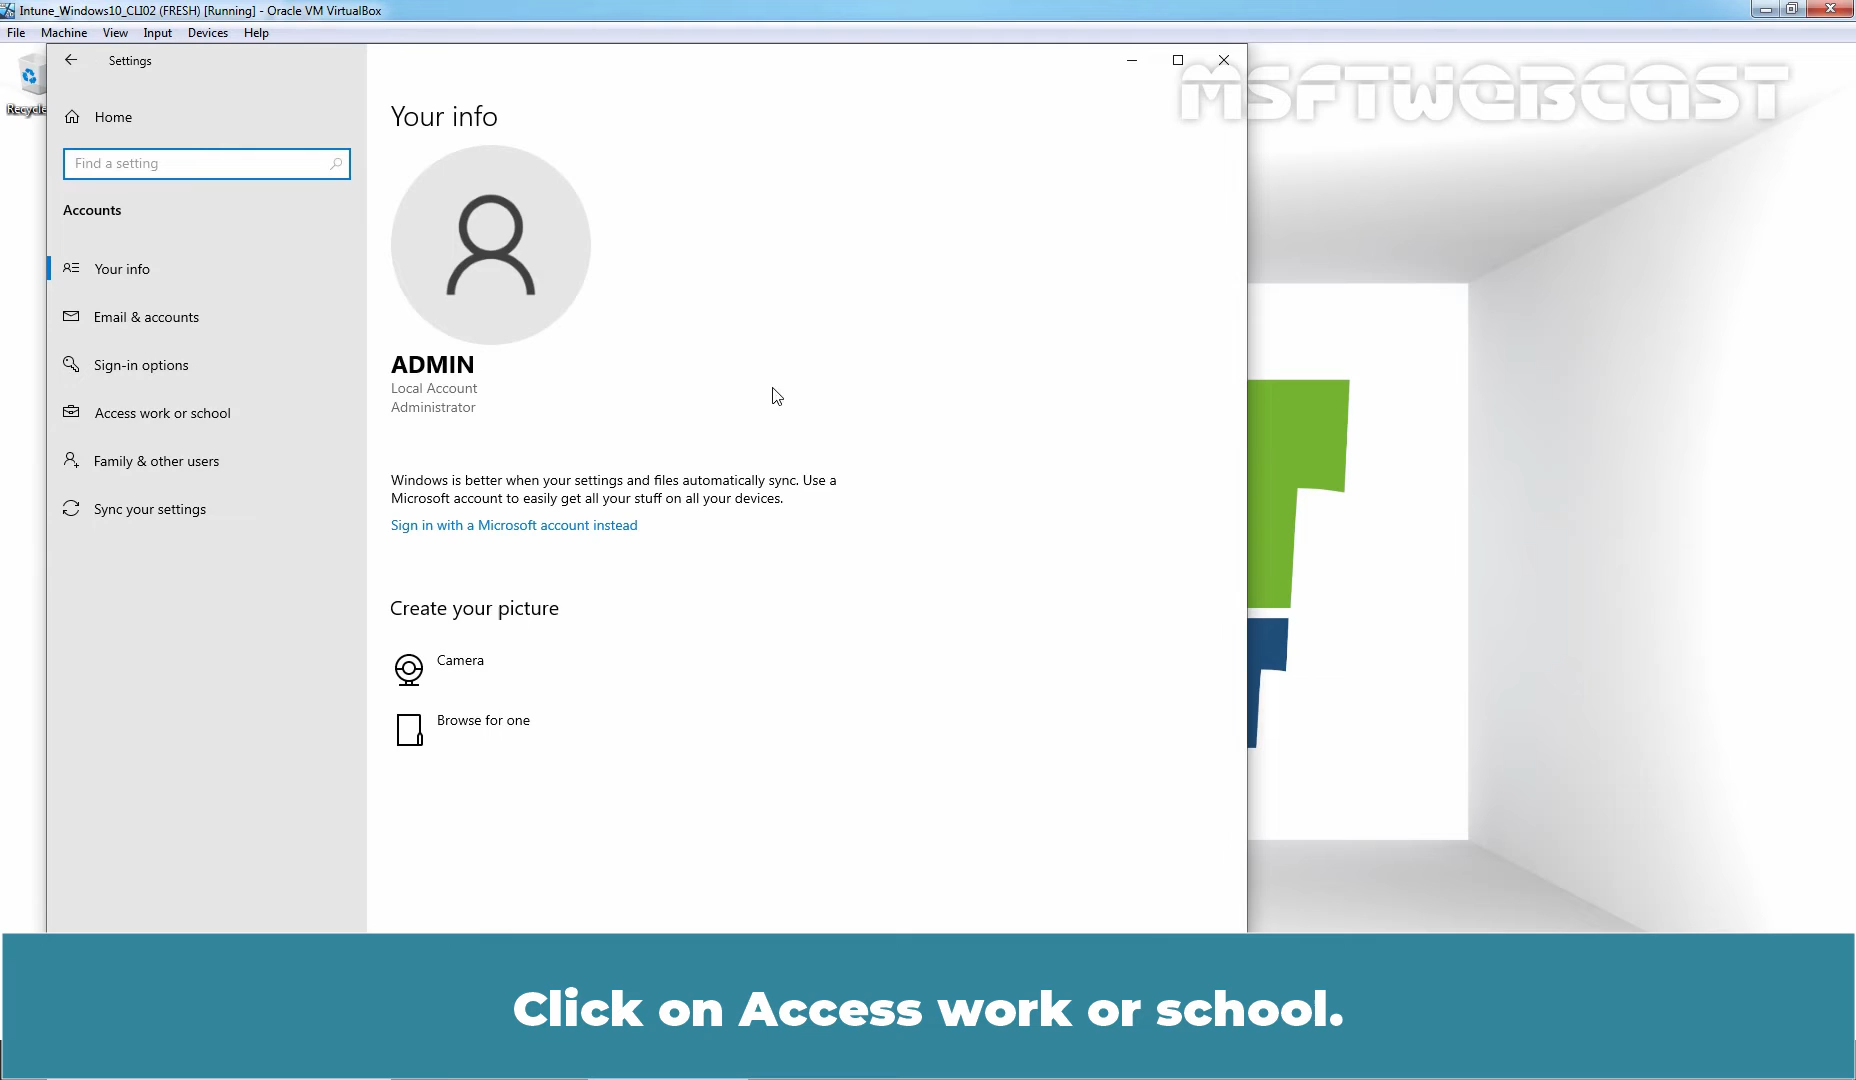 Intune_Windows10_CLI02 (FRESH) [Running] - Oracle VM VirtualBox
File Machine View Input Devices Help
Settings
Recycle
MSFTWEBCAST
Home
Find a setting
Accounts
Your info
Email & accounts
Sign-in options
Access work or school
Family & other users
Sync your settings
Your info
ADMIN
Local Account
Administrator
Windows is better when your settings and files automatically sync. Use a
Microsoft account to easily get all your stuff on all your devices.
Sign in with a Microsoft account instead
Create your picture
Camera
Browse for one
Click on Access work or school.